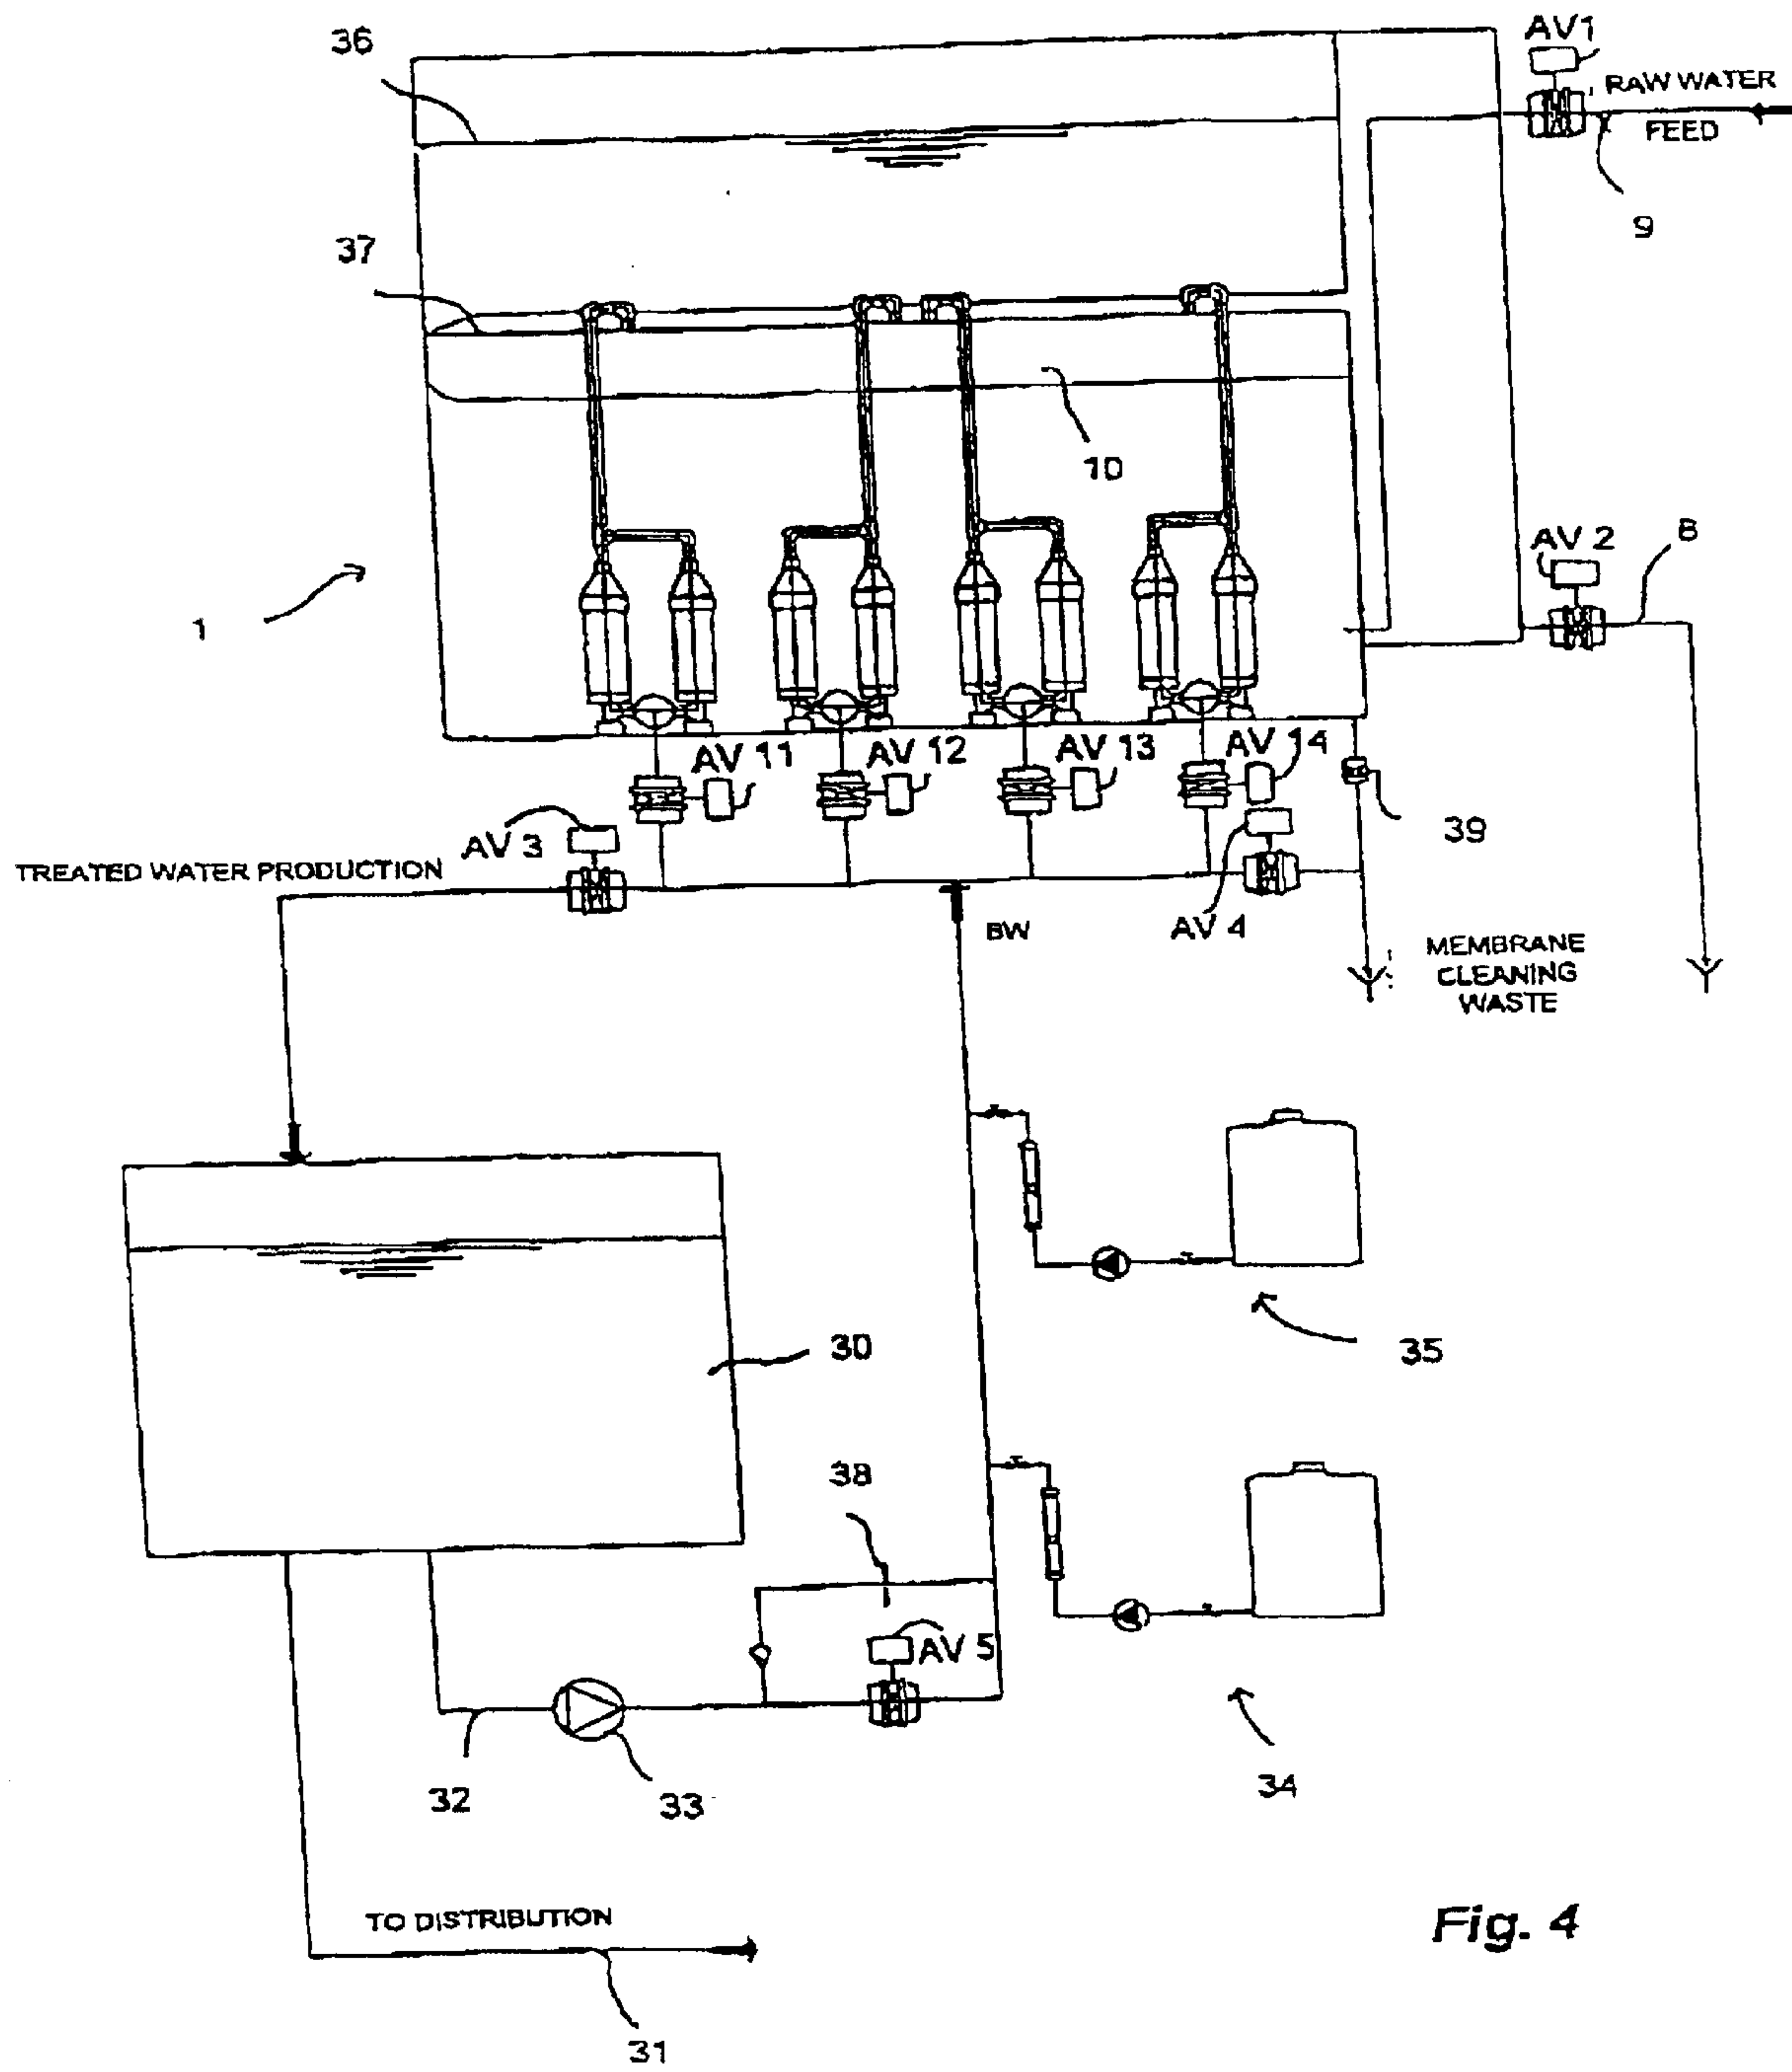 36
AV1
RAW WATER
FEED
9
37
10
AV 2
8
1
AV 11
AV 12
AV 13
AV 14
39
AV 3
TREATED WATER PRODUCTION
BW
AV 4
MEMBRANE
CLEANING
WASTE
30
35
38
AV 5
32
33
34
TO DISTRIBUTION
31
Fig. 4